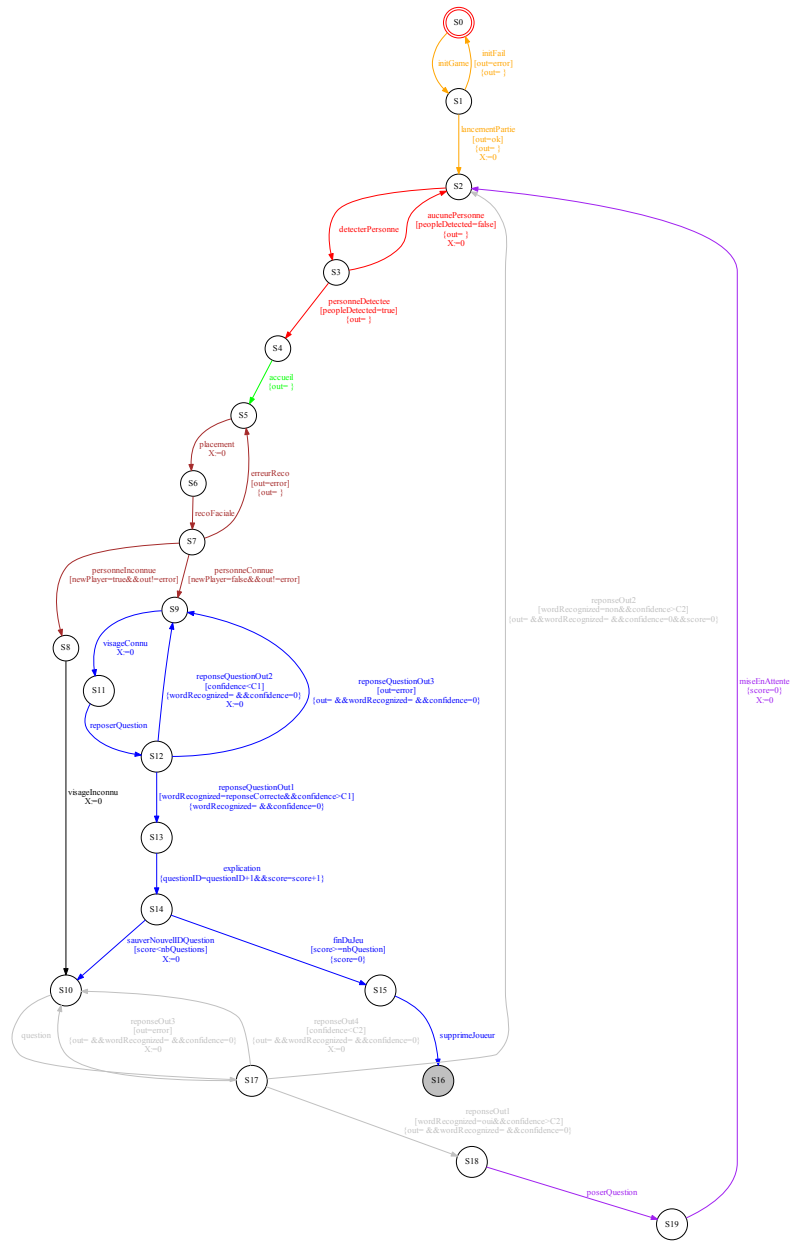 S0
initGame
initFail
[out=error]
{out= }
S1
lancementPartie
[out=ok]
{out= }
X:=0
S2
detecterPersonne
aucunePersonne
[peopleDetected=false]
{out= }
X:=0
S3
personneDetectee
[peopleDetected=true]
{out= }
S4
accueil
{out= }
S5
placement
X:=0
erreurReco
[out=error]
{out= }
S6
recoFaciale
S7
personneInconnue
[newPlayer=true&&out!=error]
personneConnue
[newPlayer=false&&out!=error]
S9
reponseOut2
[wordRecognized=non&&confidence>C2]
{out= &&wordRecognized= &&confidence=0&&score=0}
S8
visageConnu
X:=0
S11
reponseQuestionOut2
[confidence<C1]
{wordRecognized= &&confidence=0}
X:=0
reponseQuestionOut3
[out=error]
{out= &&wordRecognized= &&confidence=0}
miseEnAttente
{score=0}
X:=0
reposerQuestion
S12
visageInconnu
X:=0
reponseQuestionOut1
[wordRecognized=reponseCorrecte&&confidence>C1]
{wordRecognized= &&confidence=0}
S13
explication
{questionID=questionID+1&&score=score+1}
S14
sauverNouvelIDQuestion
[score<nbQuestions]
X:=0
finDuJeu
[score>=nbQuestion]
{score=0}
S10
S15
question
reponseOut3
[out=error]
{out= &&wordRecognized= &&confidence=0}
X:=0
reponseOut4
[confidence<C2]
{out= &&wordRecognized= &&confidence=0}
X:=0
supprimeJoueur
S17
S16
reponseOut1
[wordRecognized=oui&&confidence>C2]
{out= &&wordRecognized= &&confidence=0}
S18
poserQuestion
S19